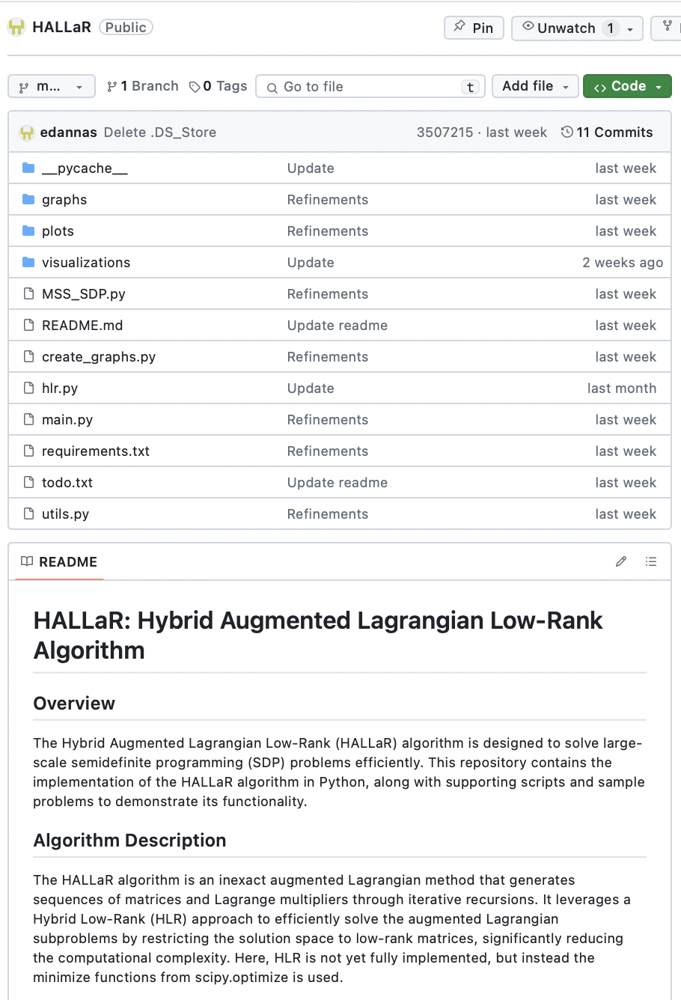 HALLaR Public Pin Unwatch 1
m... 1 Branch 0 Tags Go to file t Add file Code
edannas Delete .DS_Store 3507215 · last week 11 Commits
__pycache__ Update last week
graphs Refinements last week
plots Refinements last week
visualizations Update 2 weeks ago
MSS_SDP.py Refinements last week
README.md Update readme last week
create_graphs.py Refinements last week
hlr.py Update last month
main.py Refinements last week
requirements.txt Refinements last week
todo.txt Update readme last week
utils.py Refinements last week
README
HALLaR: Hybrid Augmented Lagrangian Low-Rank
Algorithm
Overview
The Hybrid Augmented Lagrangian Low-Rank (HALLaR) algorithm is designed to solve large-
scale semidefinite programming (SDP) problems efficiently. This repository contains the
implementation of the HALLaR algorithm in Python, along with supporting scripts and sample
problems to demonstrate its functionality.
Algorithm Description
The HALLaR algorithm is an inexact augmented Lagrangian method that generates
sequences of matrices and Lagrange multipliers through iterative recursions. It leverages a
Hybrid Low-Rank (HLR) approach to efficiently solve the augmented Lagrangian
subproblems by restricting the solution space to low-rank matrices, significantly reducing
the computational complexity. Here, HLR is not yet fully implemented, but instead the
minimize functions from scipy.optimize is used.